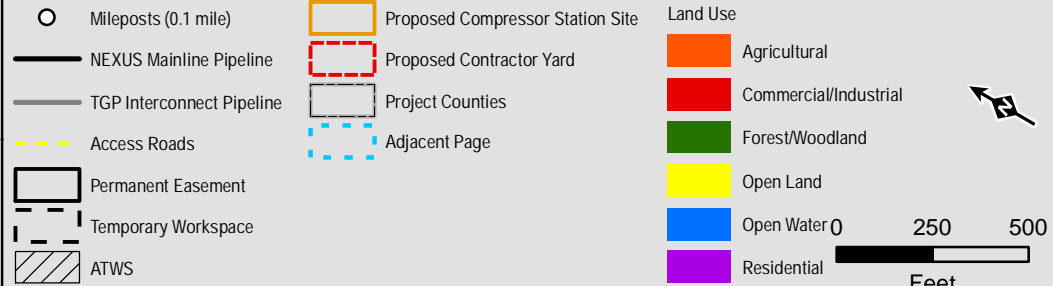 Mileposts (0.1 mile)
NEXUS Mainline Pipeline
TGP Interconnect Pipeline
Access Roads
Permanent Easement
Temporary Workspace
ATWS
Proposed Compressor Station Site
Proposed Contractor Yard
Project Counties
Adjacent Page
Land Use
Agricultural
Commercial/Industrial
Forest/Woodland
Open Land
Open Water
Residential
N
0 250 500
Feet